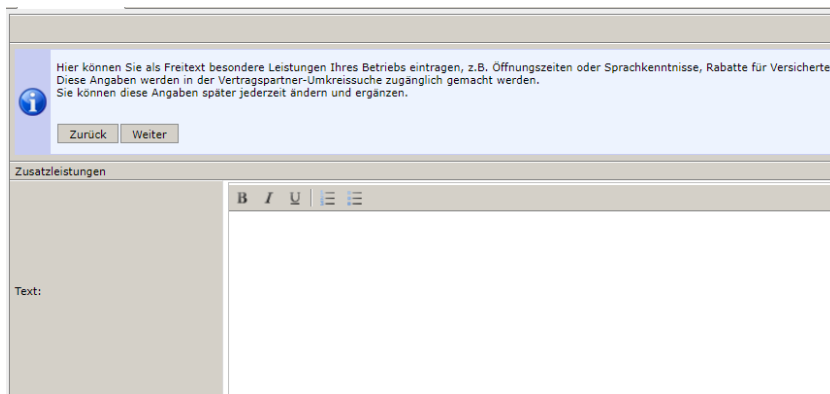 Hier können Sie als Freitext besondere Leistungen Ihres Betriebs eintragen, z.B. Öffnungszeiten oder Sprachkenntnisse, Rabatte für Versicherte
Diese Angaben werden in der Vertragspartner-Umkreissuche zugänglich gemacht werden.
Sie können diese Angaben später jederzeit ändern und ergänzen.
Zurück Weiter
Zusatzleistungen
B I U
Text: